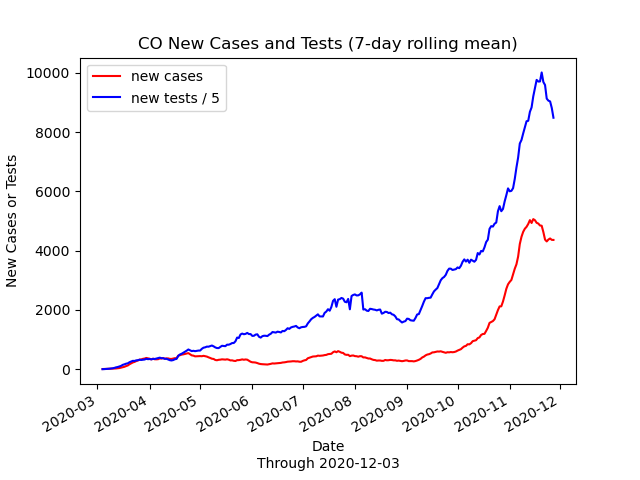 CO New Cases and Tests (7-day rolling mean)
new cases
new tests / 5
New Cases or Tests
10000
8000
6000
4000
2000
0
2020-03
2020-04
2020-05
2020-06
2020-07
2020-08
2020-09
2020-10
2020-11
2020-12
Date
Through 2020-12-03